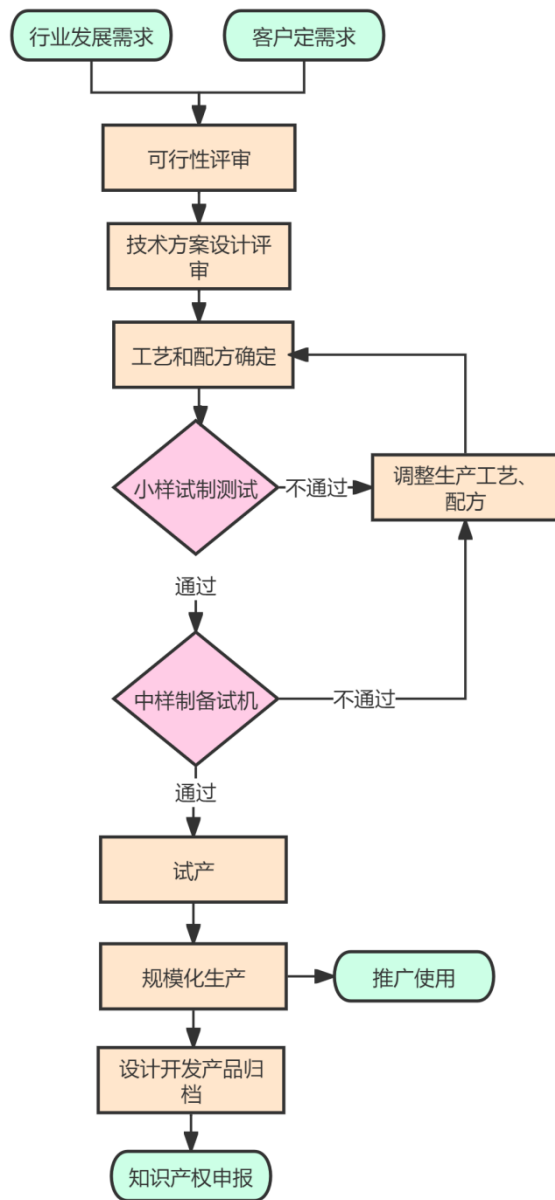 行业发展需求
客户定需求
可行性评审
技术方案设计评
审
工艺和配方确定
小样试制测试
不通过
调整生产工艺、
配方
通过
中样制备试机
不通过
通过
试产
规模化生产
推广使用
设计开发产品归
档
知识产权申报